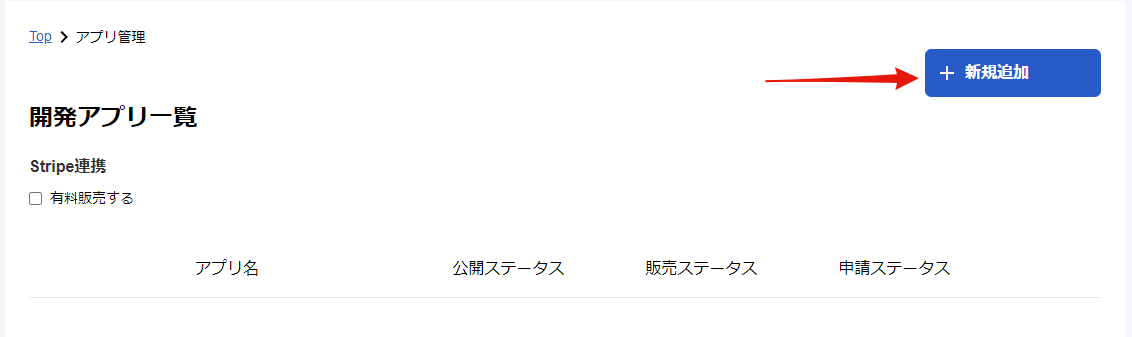 Top > アプリ管理
+ 新規追加
開発アプリ一覧
Stripe連携
有料販売する
アプリ名 公開ステータス 販売ステータス 申請ステータス